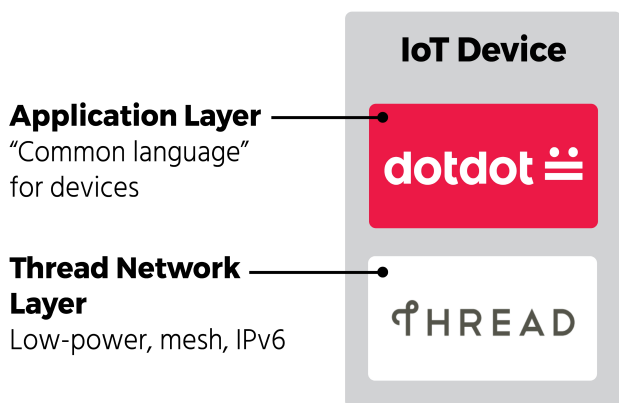 IoT Device
Application Layer
“Common language”
for devices
dotdot
Thread Network
Layer
Low-power, mesh, IPv6
THREAD